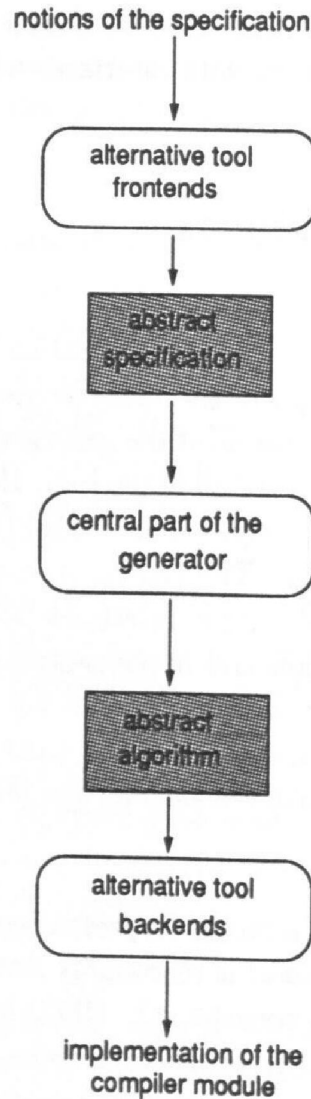 notions of the specification
alternative tool
frontends
abstract
specification
central part of the
generator
abstract
algorithm
alternative tool
backends
implementation of the
compiler module